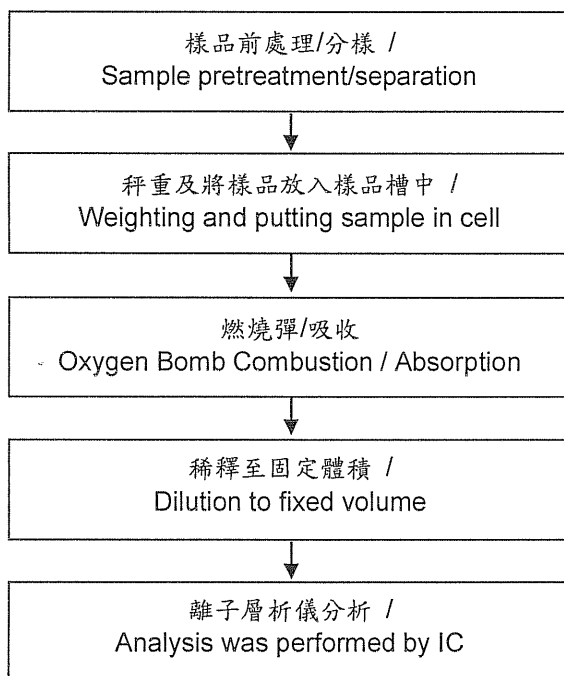 樣品前處理/分樣 /
Sample pretreatment/separation
秤重及將樣品放入樣品槽中 /
Weighting and putting sample in cell
燃燒彈/吸收
Oxygen Bomb Combustion / Absorption
稀釋至固定體積 /
Dilution to fixed volume
離子層析儀分析 /
Analysis was performed by IC